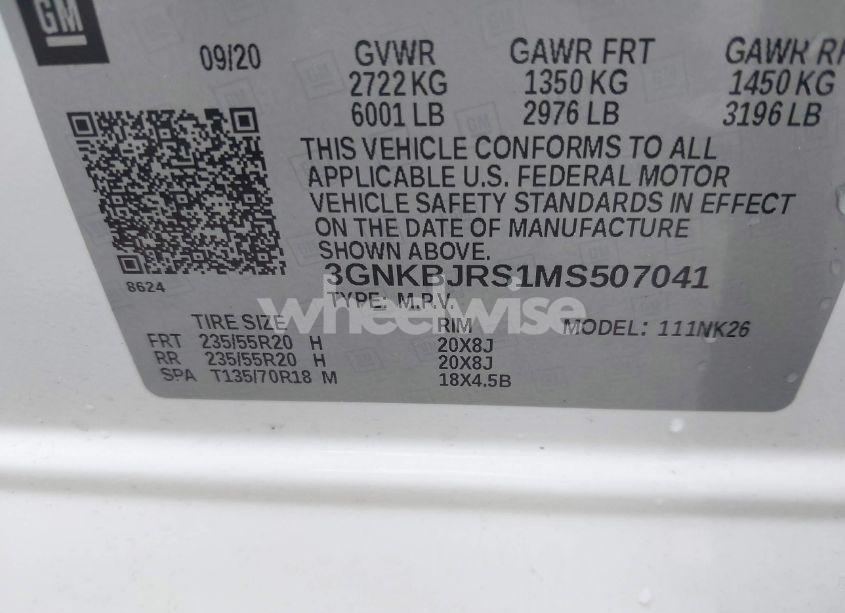 GM
09/20 GVWR GAWR FRT GAWR RR
2722 KG 1350 KG 1450 KG
6001 LB 2976 LB 3196 LB
THIS VEHICLE CONFORMS TO ALL
APPLICABLE U.S. FEDERAL MOTOR
VEHICLE SAFETY STANDARDS IN EFFECT
ON THE DATE OF MANUFACTURE
SHOWN ABOVE.
8624
3GNKBJRS1MS507041
TYPE: M.P.V.
wheelwise
TIRE SIZE RIM MODEL: 111NK26
FRT 235/55R20 H 20X8J
RR 235/55R20 H 20X8J
SPA T135/70R18 M 18X4.5B